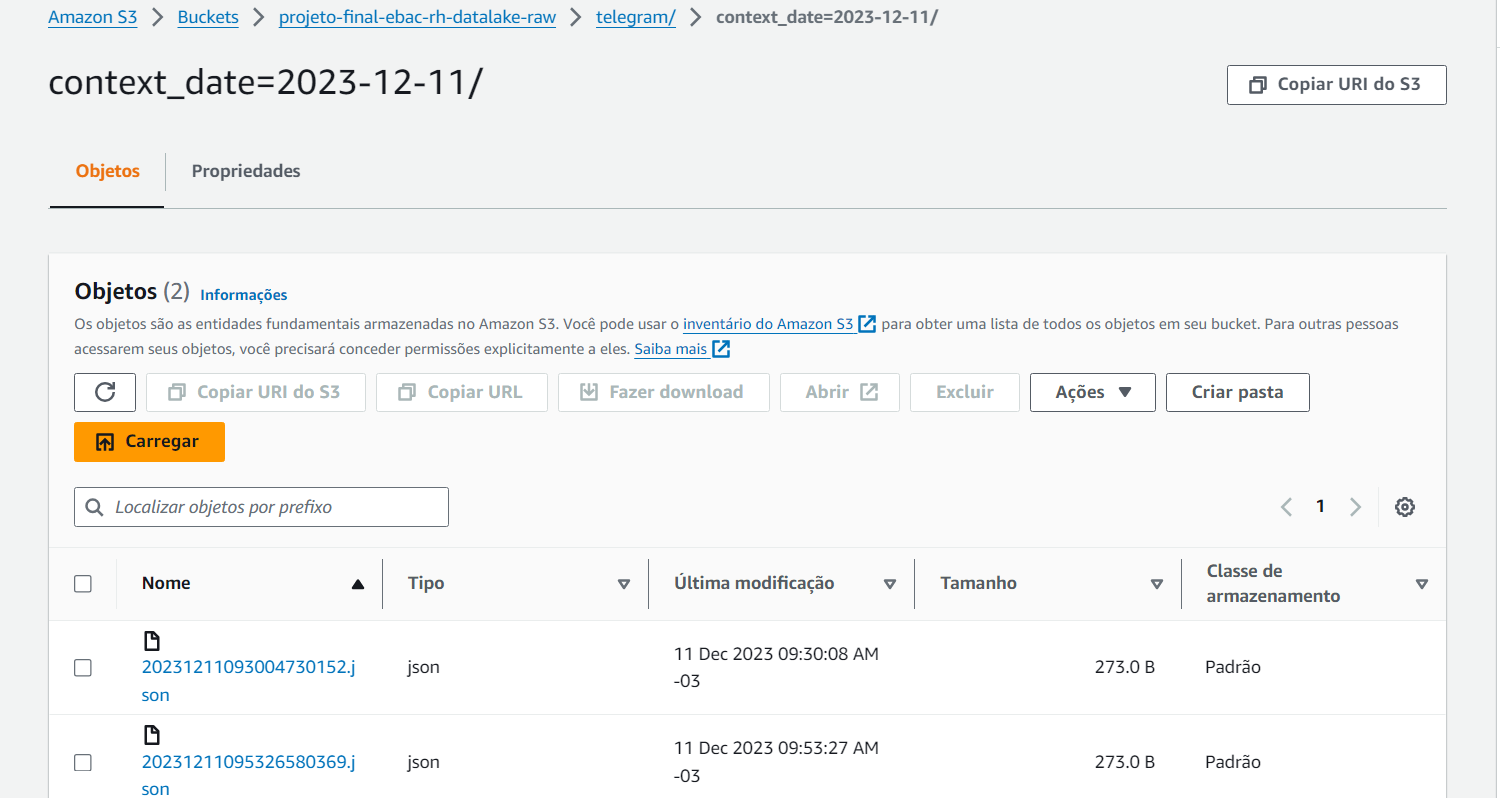 Amazon S3 > Buckets > projeto-final-ebac-rh-datalake-raw > telegram/ > context_date=2023-12-11/
context_date=2023-12-11/
Copiar URI do S3
Objetos
Propriedades
Objetos (2) Informações
Os objetos são as entidades fundamentais armazenadas no Amazon S3. Você pode usar o inventário do Amazon S3 para obter uma lista de todos os objetos em seu bucket. Para outras pessoas
acessarem seus objetos, você precisará conceder permissões explicitamente a eles. Saiba mais
Copiar URI do S3
Copiar URL
Fazer download
Abrir
Excluir
Ações
Criar pasta
Carregar
Localizar objetos por prefixo
1
Nome
Tipo
Última modificação
Tamanho
Classe de
armazenamento
20231211093004730152.j
son
json
11 Dec 2023 09:30:08 AM
-03
273.0 B
Padrão
20231211095326580369.j
son
json
11 Dec 2023 09:53:27 AM
-03
273.0 B
Padrão